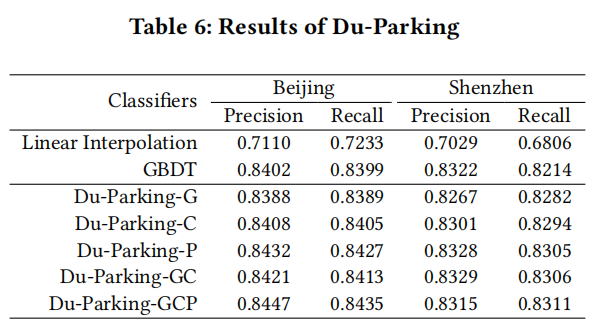 Table 6: Results of Du-Parking
Classifiers Beijing Shenzhen
Precision Recall Precision Recall
Linear Interpolation 0.7110 0.7233 0.7029 0.6806
GBDT 0.8402 0.8399 0.8322 0.8214
Du-Parking-G 0.8388 0.8389 0.8267 0.8282
Du-Parking-C 0.8408 0.8405 0.8301 0.8294
Du-Parking-P 0.8432 0.8427 0.8328 0.8305
Du-Parking-GC 0.8421 0.8413 0.8329 0.8306
Du-Parking-GCP 0.8447 0.8435 0.8315 0.8311